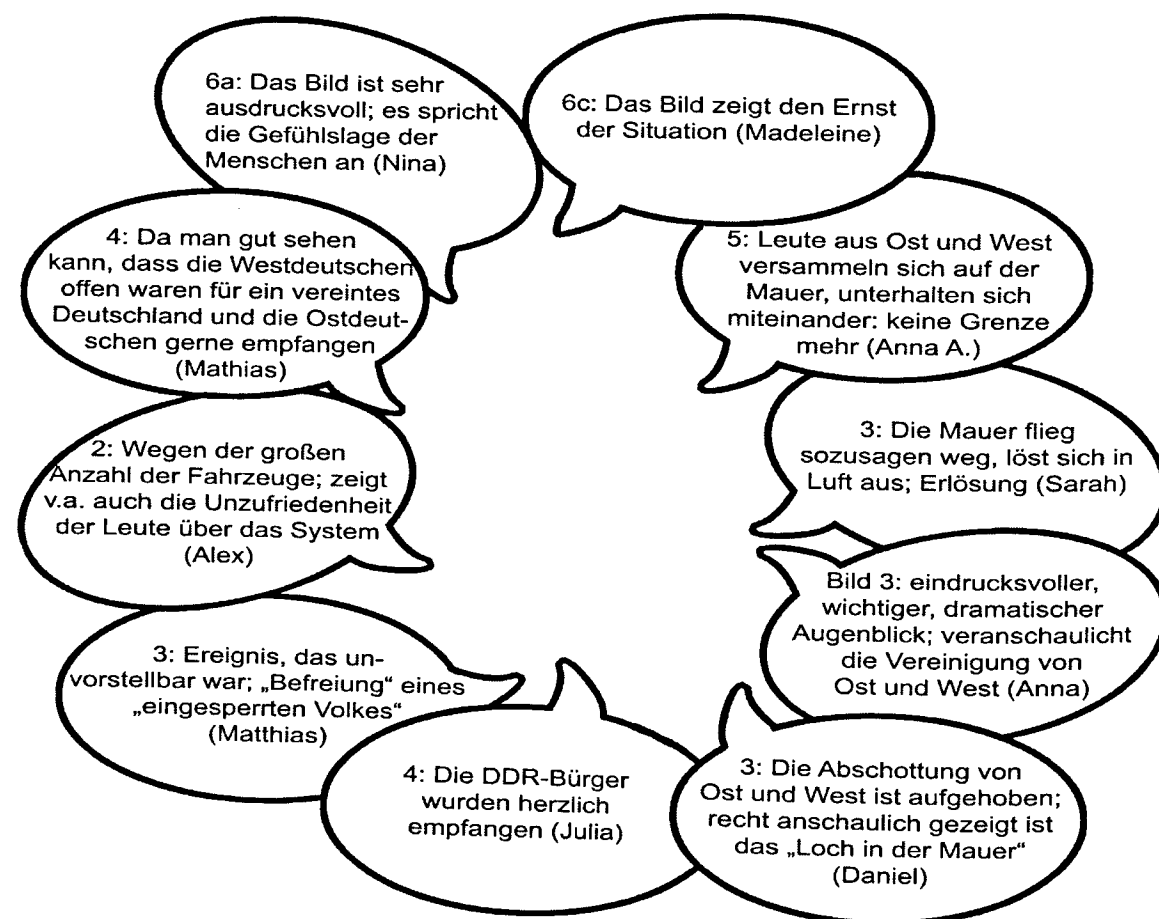 6a: Das Bild ist sehr
ausdrucksvoll; es spricht
die Gefühlslage der
Menschen an (Nina)
6c: Das Bild zeigt den Ernst
der Situation (Madeleine)
4: Da man gut sehen
kann, dass die Westdeutschen
offen waren für ein vereintes
Deutschland und die Ostdeut-
schen gerne empfangen
(Mathias)
5: Leute aus Ost und West
versammeln sich auf der
Mauer, unterhalten sich
miteinander: keine Grenze
mehr (Anna A.)
2: Wegen der großen
Anzahl der Fahrzeuge; zeigt
v.a. auch die Unzufriedenheit
der Leute über das System
(Alex)
3: Die Mauer flieg
sozusagen weg, löst sich in
Luft aus; Erlösung (Sarah)
Bild 3: eindrucksvoller,
wichtiger, dramatischer
Augenblick; veranschaulicht
die Vereinigung von
Ost und West (Anna)
3: Ereignis, das un-
vorstellbar war; „Befreiung“ eines
„eingesperrten Volkes“
(Matthias)
4: Die DDR-Bürger
wurden herzlich
empfangen (Julia)
3: Die Abschottung von
Ost und West ist aufgehoben;
recht anschaulich gezeigt ist
das „Loch in der Mauer“
(Daniel)